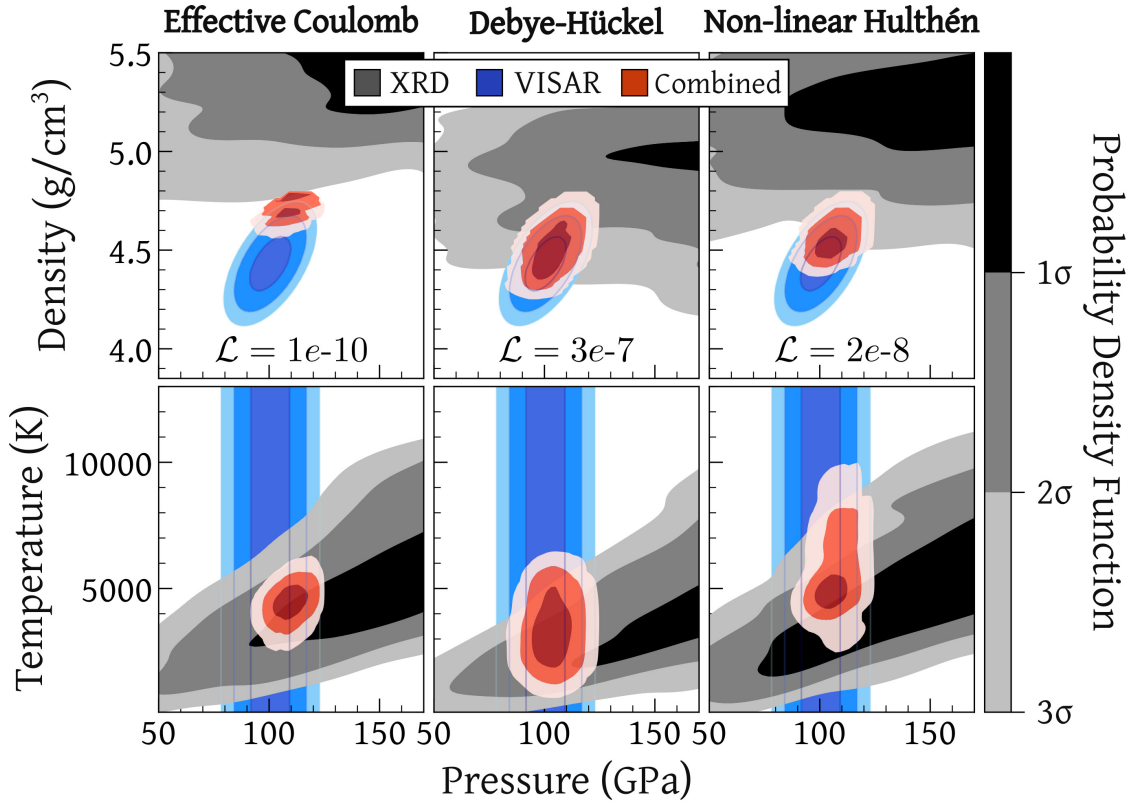 Effective Coulomb Debye-Hückel Non-linear Hulthén
XRD VISAR Combined
5.5
5.0
4.5
4.0
Density (g/cm³)
ℒ = 1e-10 ℒ = 3e-7 ℒ = 2e-8
10000
5000
Temperature (K)
50 100 150 50 100 150 50 100 150
Pressure (GPa)
1σ
2σ
3σ
Probability Density Function